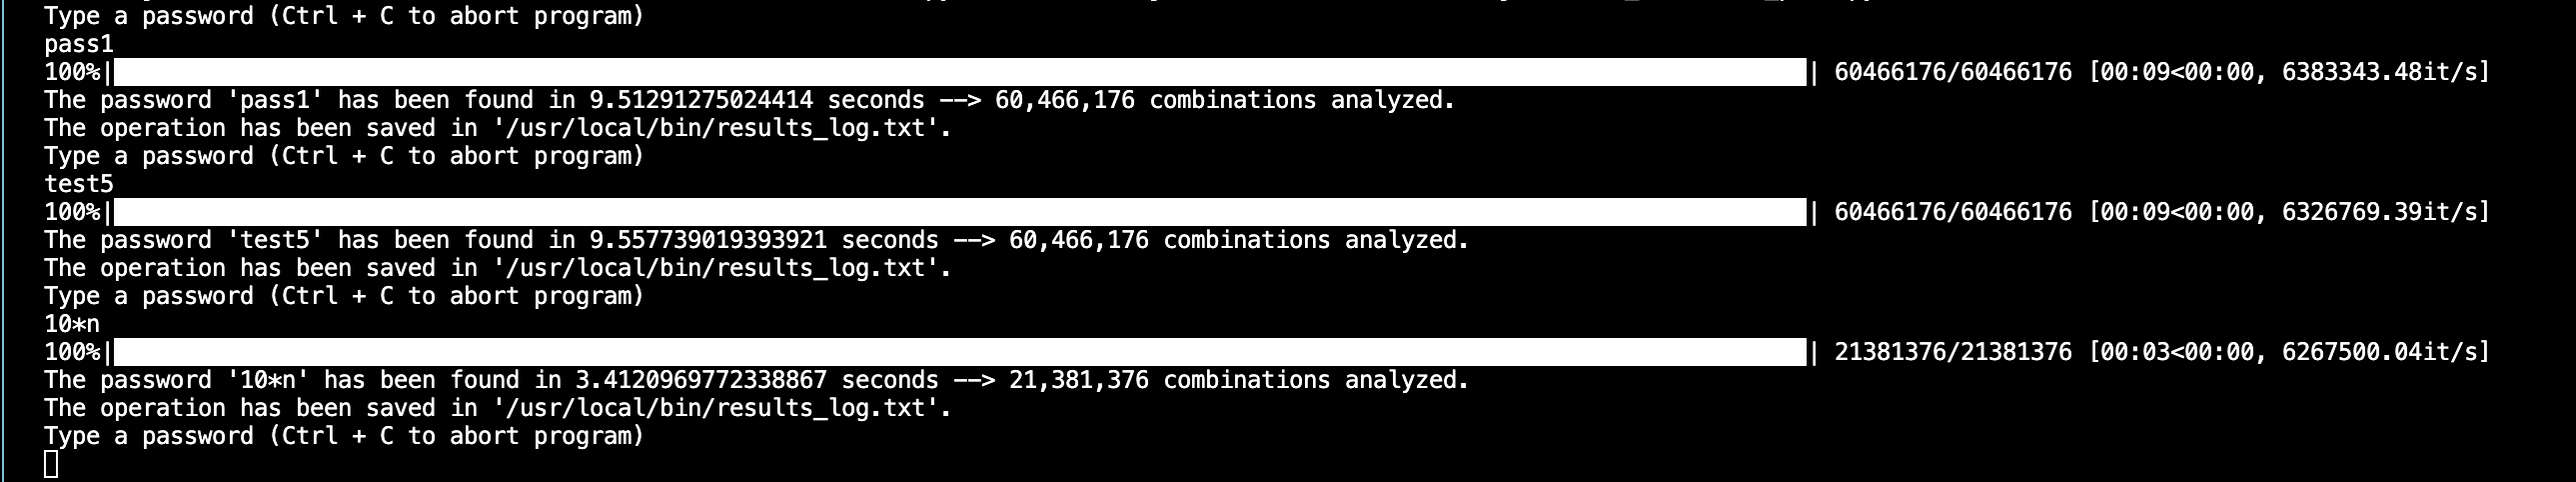 Type a password (Ctrl + C to abort program)
pass1
100%| | 60466176/60466176 [00:09<00:00, 6383343.48it/s]
The password 'pass1' has been found in 9.51291275024414 seconds --> 60,466,176 combinations analyzed.
The operation has been saved in '/usr/local/bin/results_log.txt'.
Type a password (Ctrl + C to abort program)
test5
100%| | 60466176/60466176 [00:09<00:00, 6326769.39it/s]
The password 'test5' has been found in 9.557739019393921 seconds --> 60,466,176 combinations analyzed.
The operation has been saved in '/usr/local/bin/results_log.txt'.
Type a password (Ctrl + C to abort program)
10*n
100%| | 21381376/21381376 [00:03<00:00, 6267500.04it/s]
The password '10*n' has been found in 3.4120969772338867 seconds --> 21,381,376 combinations analyzed.
The operation has been saved in '/usr/local/bin/results_log.txt'.
Type a password (Ctrl + C to abort program)